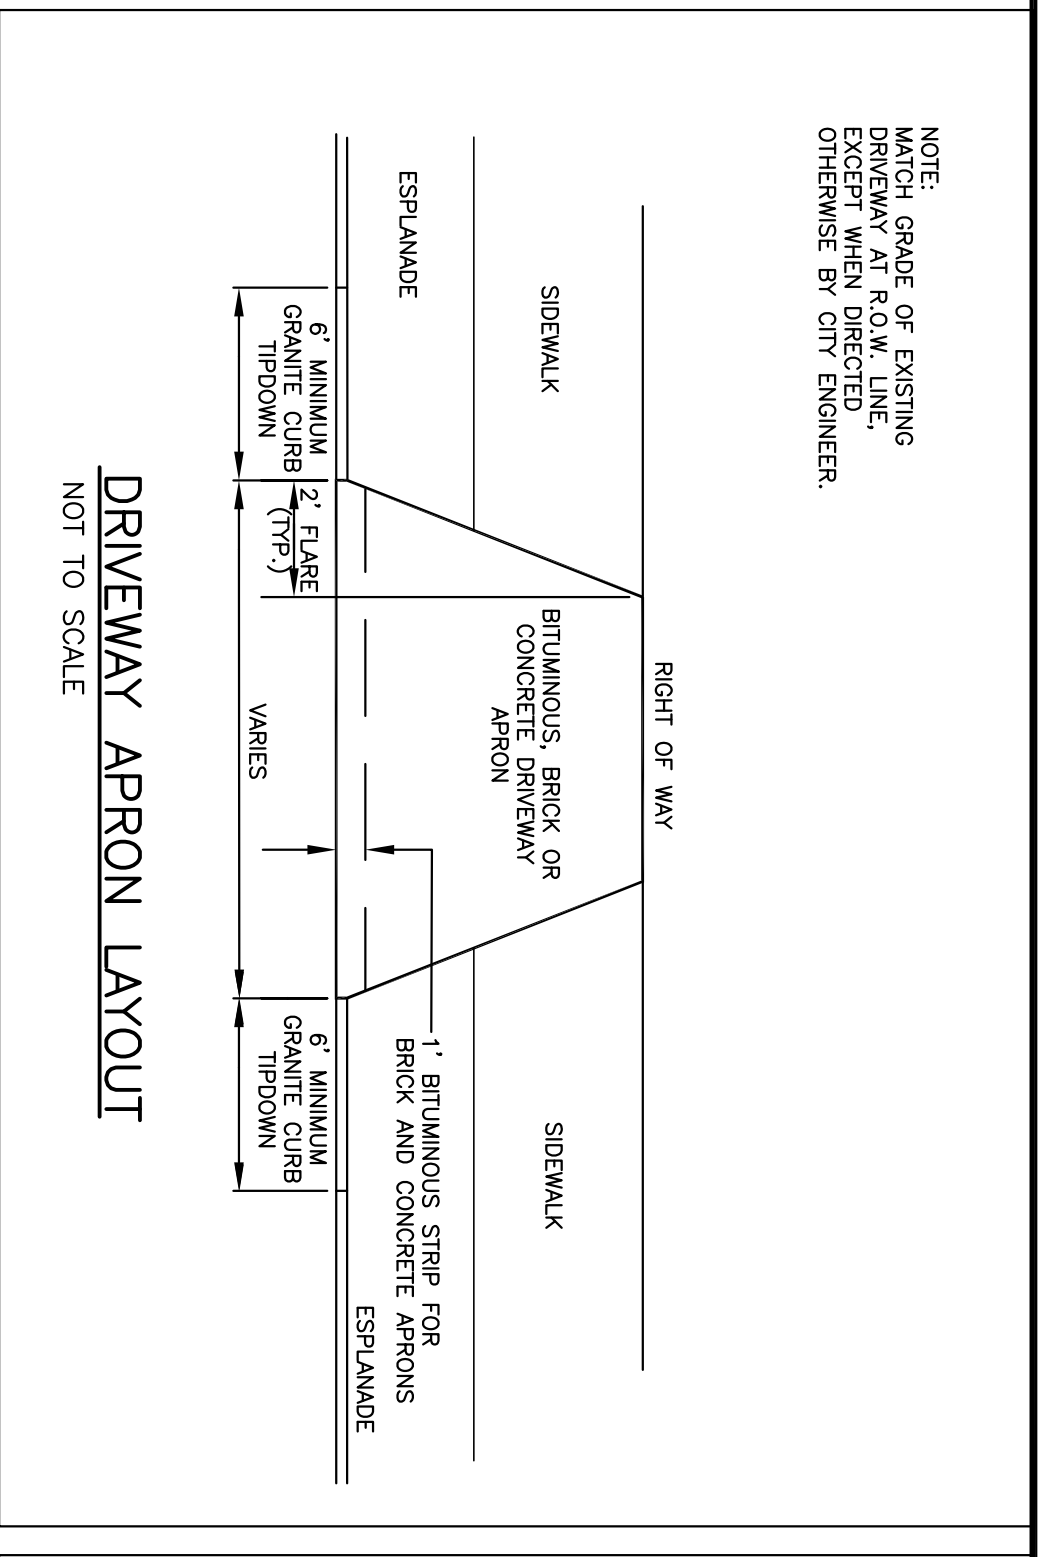 NOTE:
MATCH GRADE OF EXISTING
DRIVEWAY AT R.O.W. LINE,
EXCEPT WHEN DIRECTED
OTHERWISE BY CITY ENGINEER.
RIGHT OF WAY
SIDEWALK
BITUMINOUS, BRICK OR
CONCRETE DRIVEWAY
APRON
SIDEWALK
ESPLANADE
1' BITUMINOUS STRIP FOR
BRICK AND CONCRETE APRONS
ESPLANADE
6' MINIMUM
GRANITE CURB
TIPDOWN
2' FLARE
(TYP.)
VARIES
6' MINIMUM
GRANITE CURB
TIPDOWN
DRIVEWAY APRON LAYOUT
NOT TO SCALE